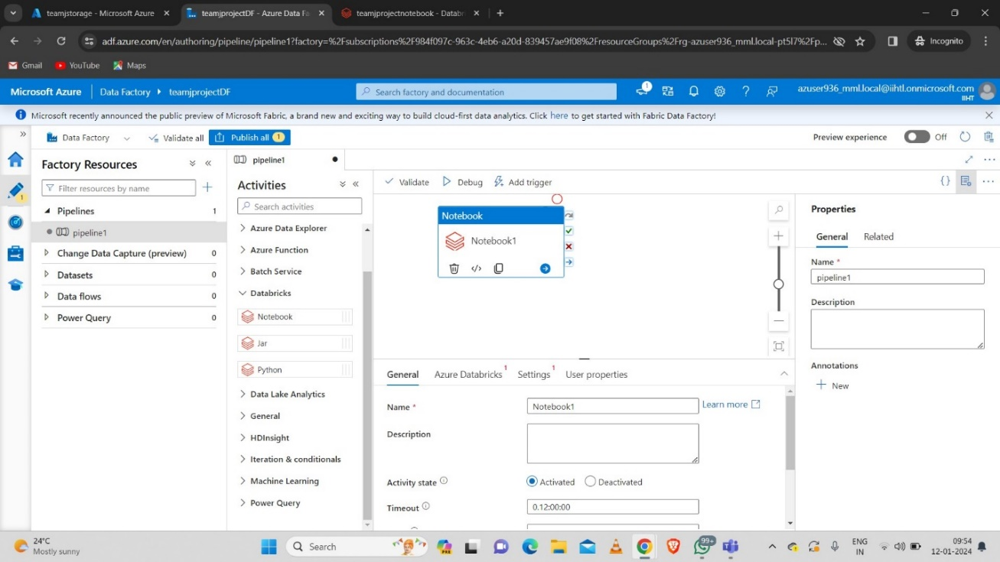 teamjstorage - Microsoft Azure
teamjprojectDF - Azure Data Fa
teamjprojectnotebook - Databr
adf.azure.com/en/authoring/pipeline/pipeline1?factory=%2Fsubscriptions%2F984f097c-963c-4eb6-a20d-839457ae9f08%2FresourceGroups%2Frg-azuser936_mml.local-pt5l7%2Fp...
Incognito
Gmail
YouTube
Maps
Microsoft Azure
Data Factory
teamjprojectDF
Search factory and documentation
1
azuser936_mml.local@iihtl.onmicrosoft.com
IIHT
Microsoft recently announced the public preview of Microsoft Fabric, a brand new and exciting way to build cloud-first data analytics. Click here to get started with Fabric Data Factory!
Data Factory
Validate all
Publish all 1
Preview experience
Off
1
Factory Resources
Filter resources by name
Pipelines 1
pipeline1
Change Data Capture (preview) 0
Datasets 0
Data flows 0
Power Query 0
pipeline1
Activities
Search activities
Azure Data Explorer
Azure Function
Batch Service
Databricks
Notebook
Jar
Python
Data Lake Analytics
General
HDInsight
Iteration & conditionals
Machine Learning
Power Query
Validate
Debug
Add trigger
Notebook
Notebook1
General
Azure Databricks 1
Settings 1
User properties
Name *
Notebook1
Learn more
Description
Activity state
Activated
Deactivated
Timeout
0.12:00:00
Properties
General
Related
Name *
pipeline1
Description
Annotations
New
24°C
Mostly sunny
Search
PRE
99+
ENG
IN
09:54
12-01-2024